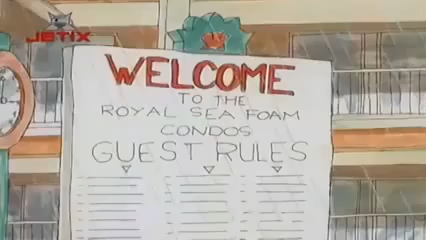 JETIX
WELCOME
TO THE
ROYAL SEA FOAM
CONDOS
GUEST RULES